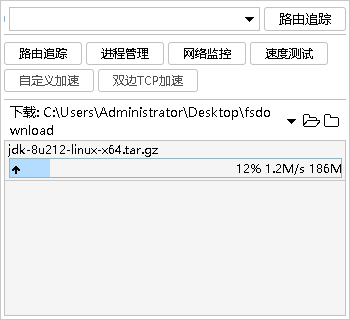 路由追踪
路由追踪 进程管理 网络监控 速度测试
自定义加速 双边TCP加速
下载: C:\Users\Administrator\Desktop\fsdo
wnload
jdk-8u212-linux-x64.tar.gz
12% 1.2M/s 186M